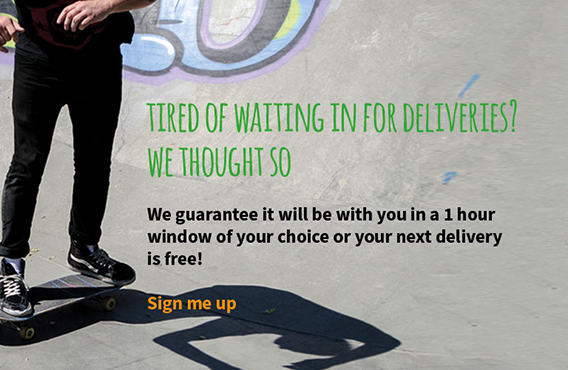 TIRED OF WAITING IN FOR DELIVERIES?
WE THOUGHT SO
We guarantee it will be with you in a 1 hour
window of your choice or your next delivery
is free!
Sign me up